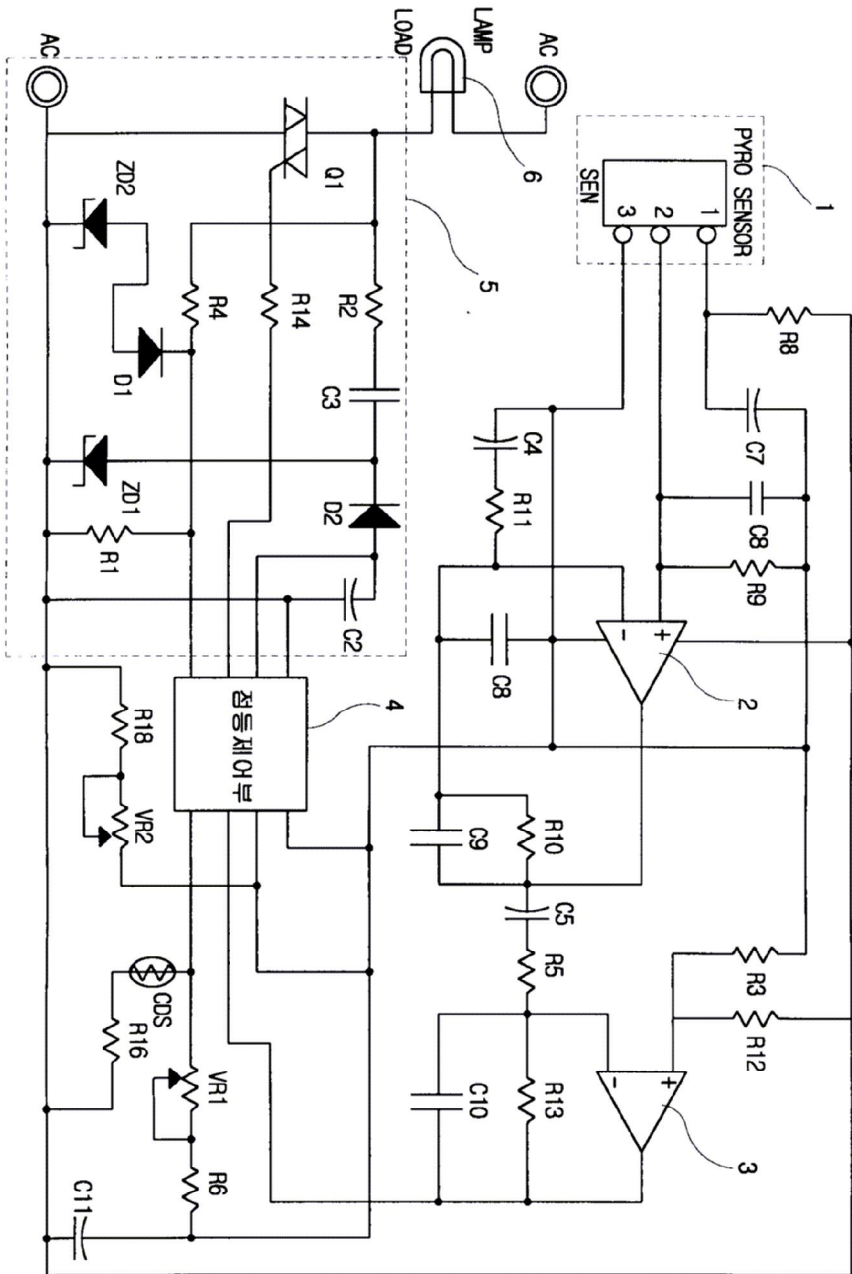 PYRO SENSOR
SEN
1
2
3
1
R8
C7
C8
R9
C4
R11
C8
2
R10
C9
C5
R5
R3
R12
R13
C10
3
AC
LAMP
LOAD
6
AC
Q1
5
ZD2
R4
D1
R14
R2
C3
ZD1
D2
R1
C2
4
점등제어부
R18
VR2
CDS
R16
VR1
R6
C11
-
+
-
+